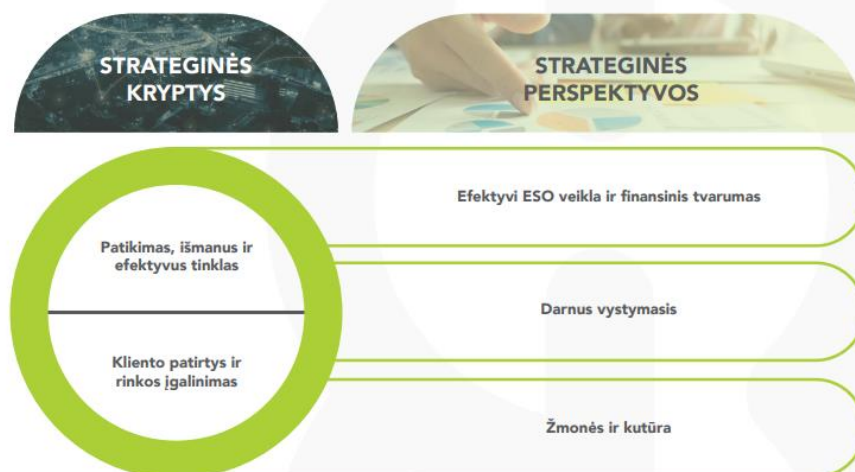 STRATEGINĖS
KRYPTYS
STRATEGINĖS
PERSPEKTYVOS
Patikimas, išmanus ir
efektyvus tinklas
Kliento patirtys ir
rinkos įgalinimas
Efektyvi ESO veikla ir finansinis tvarumas
Darnus vystymasis
Žmonės ir kutūra